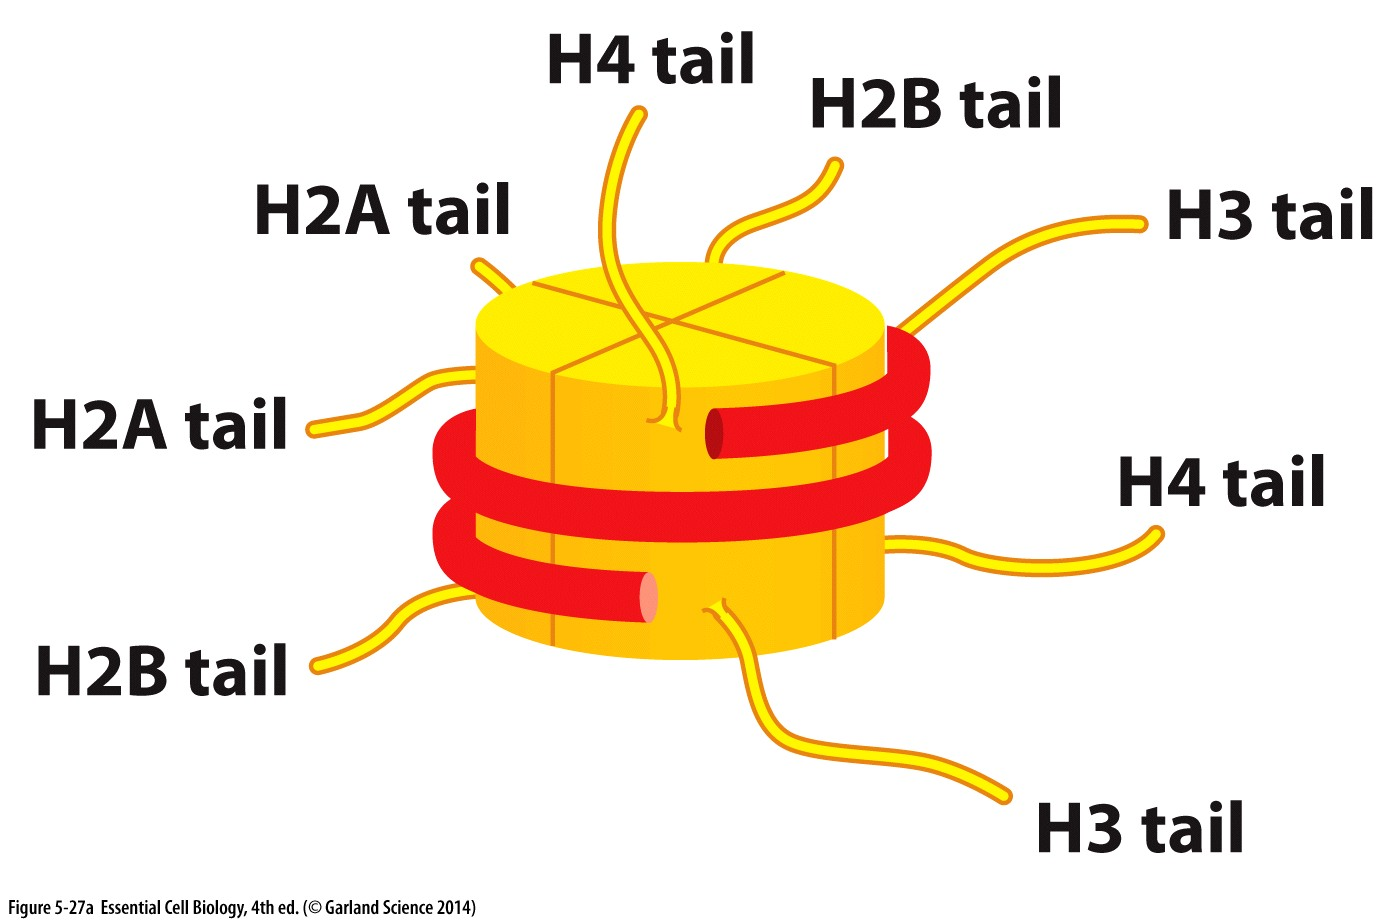 H4 tail
H2B tail
H2A tail
H3 tail
H2A tail
H4 tail
H2B tail
H3 tail
Figure 5-27a Essential Cell Biology, 4th ed. (© Garland Science 2014)